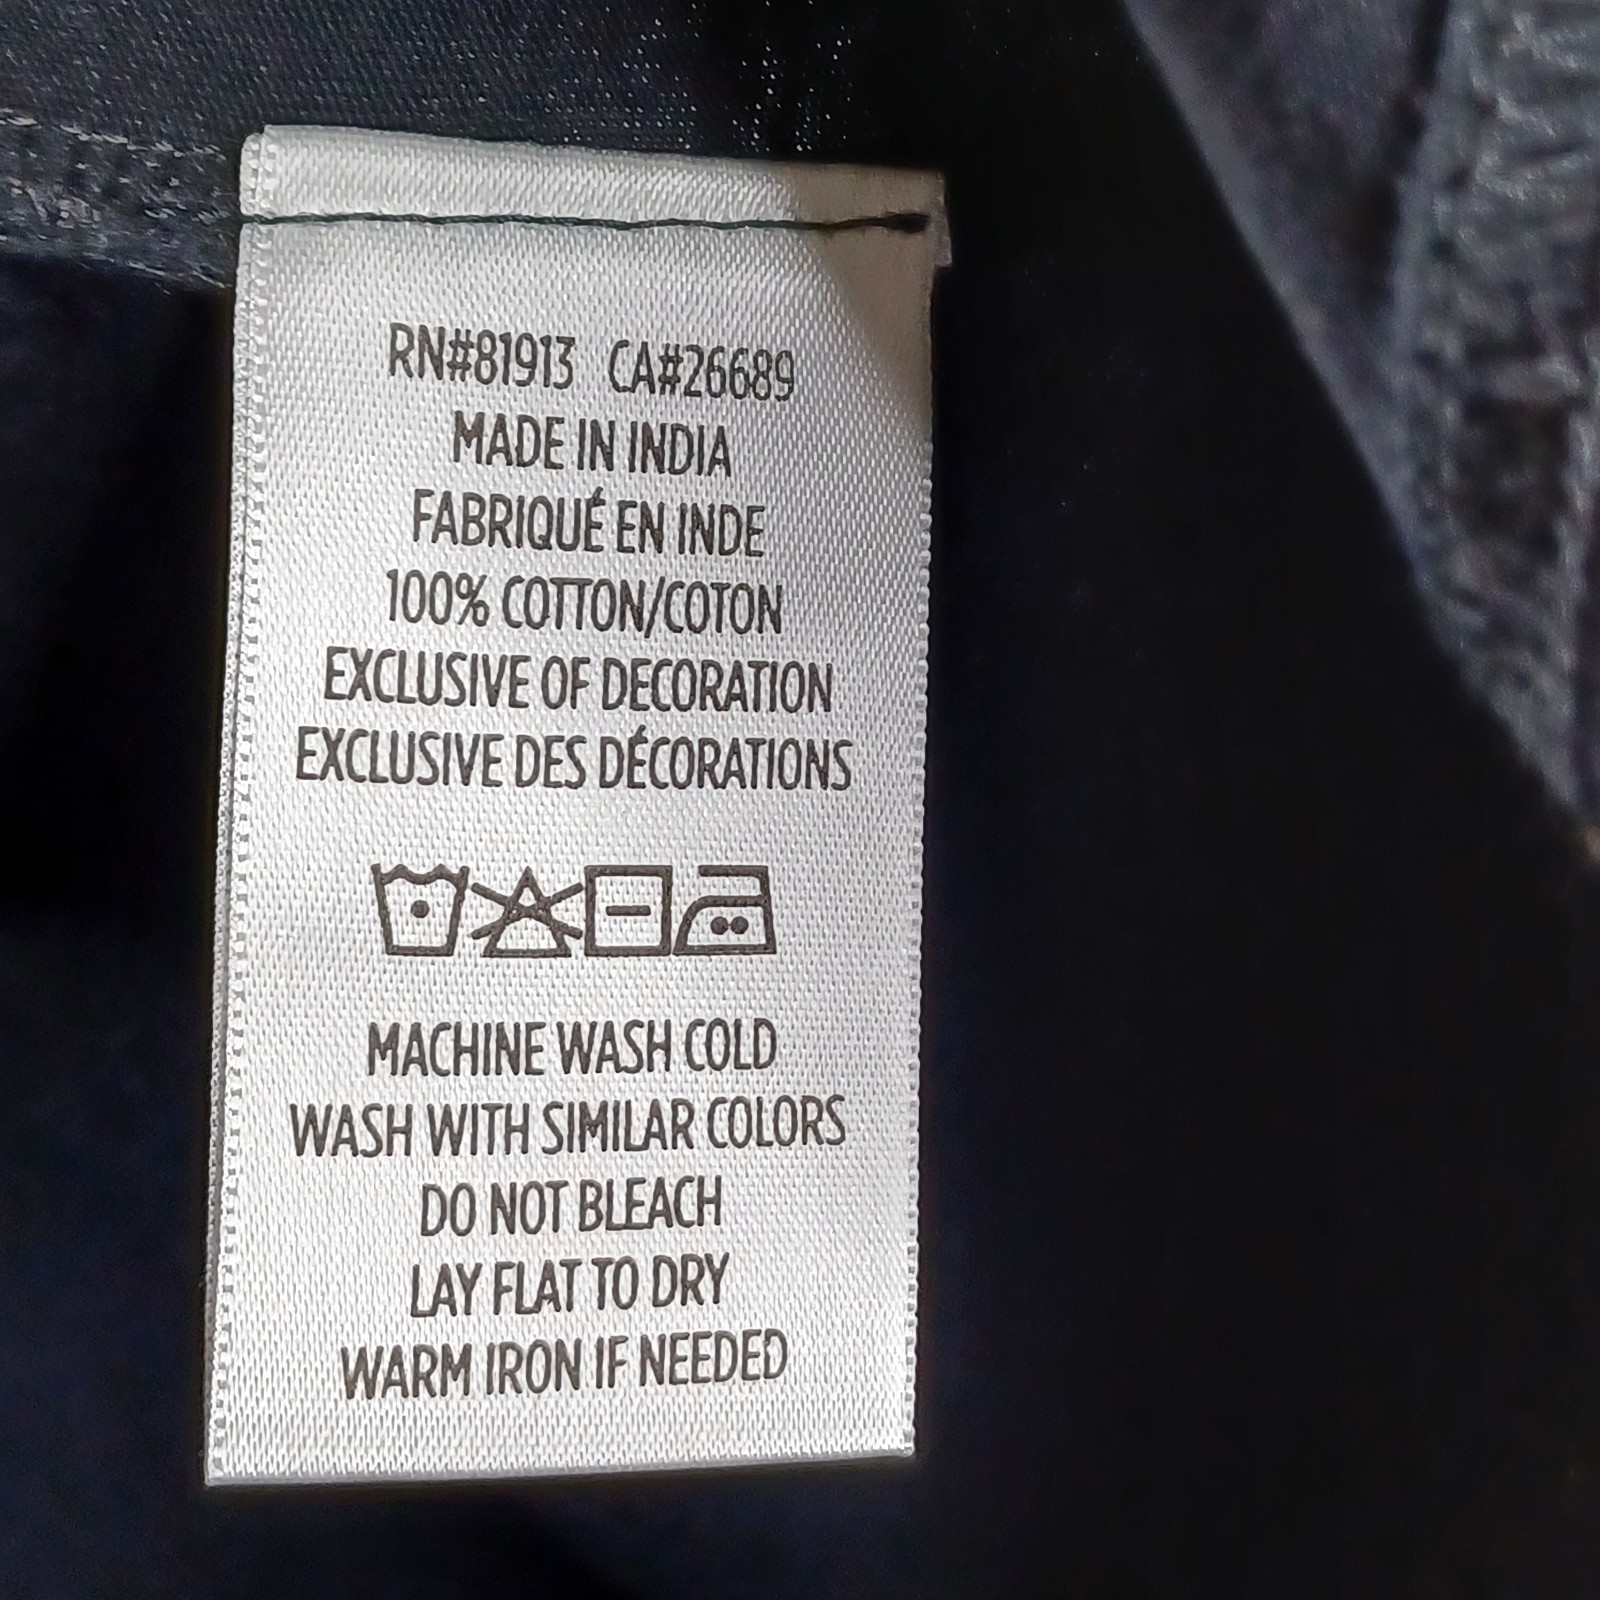 RN#81913 CA#26689
MADE IN INDIA
FABRIQUÉ EN INDE
100% COTTON/COTON
EXCLUSIVE OF DECORATION
EXCLUSIVE DES DÉCORATIONS
MACHINE WASH COLD
WASH WITH SIMILAR COLORS
DO NOT BLEACH
LAY FLAT TO DRY
WARM IRON IF NEEDED